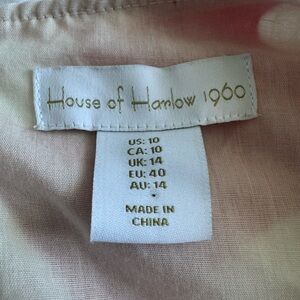 House of Harlow 1960
US: 10
CA: 10
UK: 14
EU: 40
AU: 14
MADE IN
CHINA